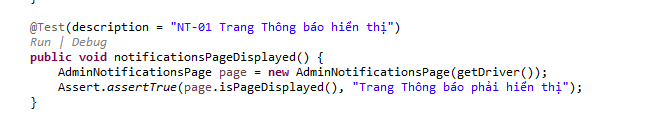 @Test(description = "NT-01 Trang Thông báo hiển thị")
Run | Debug
public void notificationsPageDisplayed() {
AdminNotificationsPage page = new AdminNotificationsPage(getDriver());
Assert.assertTrue(page.isPageDisplayed(), "Trang Thông báo phải hiển thị");
}